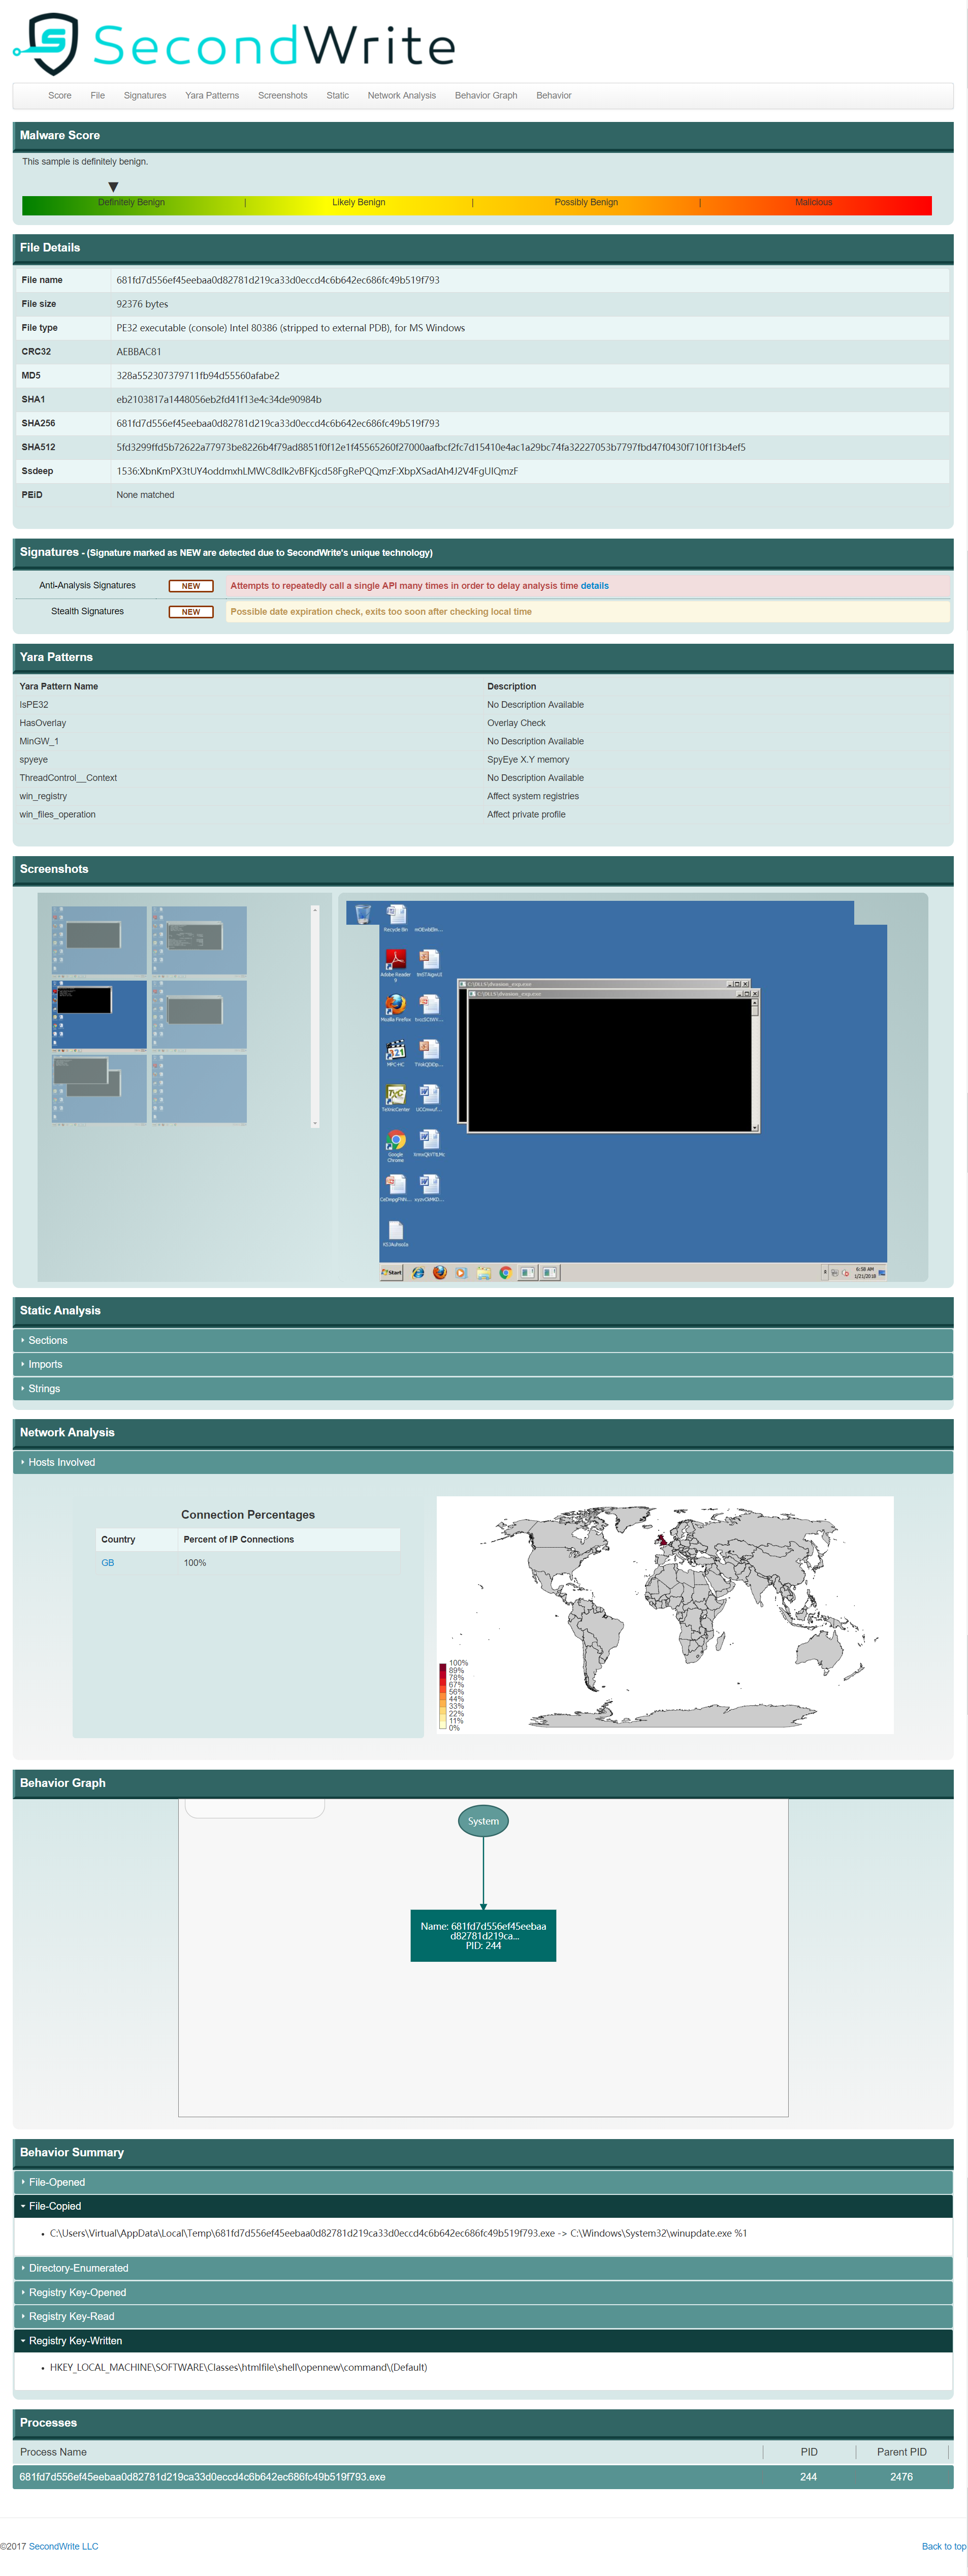 SecondWrite
Score File Signatures Yara Patterns Screenshots Static Network Analysis Behavior Graph Behavior
Malware Score
This sample is definitely benign.
Definitely Benign | Likely Benign | Possibly Benign | Malicious
File Details
File name 681fd7d556ef45eebaa0d82781d219ca33d0eccd4c6b642ec686fc49b519f793
File size 92376 bytes
File type PE32 executable (console) Intel 80386 (stripped to external PDB), for MS Windows
CRC32 AEBBAC81
MD5 328a552307379711fb94d55560afabe2
SHA1 eb2103817a1448056eb2fd41f13e4c34de90984b
SHA256 681fd7d556ef45eebaa0d82781d219ca33d0eccd4c6b642ec686fc49b519f793
SHA512 5fd3299ffd5b72622a77973be8226b4f79ad8851f0f12e1f45565260f27000aafbcf2fc7d15410e4ac1a29bc74fa32227053b7797fbd47f0430f710f1f3b4ef5
Ssdeep 1536:XbnKmPX3tUY4oddmxhLMWC8dIk2vBFKjcd58FgRePQQmzF:XbpXSadAh4J2V4FgUIQmzF
PEiD None matched
Signatures - (Signature marked as NEW are detected due to SecondWrite's unique technology)
Anti-Analysis Signatures NEW Attempts to repeatedly call a single API many times in order to delay analysis time details
Stealth Signatures NEW Possible date expiration check, exits too soon after checking local time
Yara Patterns
Yara Pattern Name Description
IsPE32 No Description Available
HasOverlay Overlay Check
MinGW_1 No Description Available
spyeye SpyEye X.Y memory
ThreadControl__Context No Description Available
win_registry Affect system registries
win_files_operation Affect private profile
Screenshots
Recycle Bin
Adobe Reader
9
Mozilla Firefox
MPC-HC
TeXnicCenter
Google
Chrome
Start
6:58 AM
1/21/2018
Static Analysis
Sections
Imports
Strings
Network Analysis
Hosts Involved
Connection Percentages
Country Percent of IP Connections
GB 100%
100%
89%
78%
67%
56%
44%
33%
22%
11%
0%
Behavior Graph
System
Name: 681fd7d556ef45eebaa
d82781d219ca...
PID: 244
Behavior Summary
File-Opened
File-Copied
C:\Users\Virtual\AppData\Local\Temp\681fd7d556ef45eebaa0d82781d219ca33d0eccd4c6b642ec686fc49b519f793.exe -> C:\Windows\System32\winupdate.exe %1
Directory-Enumerated
Registry Key-Opened
Registry Key-Read
Registry Key-Written
HKEY_LOCAL_MACHINE\SOFTWARE\Classes\htmlfile\shell\opennew\command\(Default)
Processes
Process Name PID Parent PID
681fd7d556ef45eebaa0d82781d219ca33d0eccd4c6b642ec686fc49b519f793.exe 244 2476
©2017 SecondWrite LLC Back to top